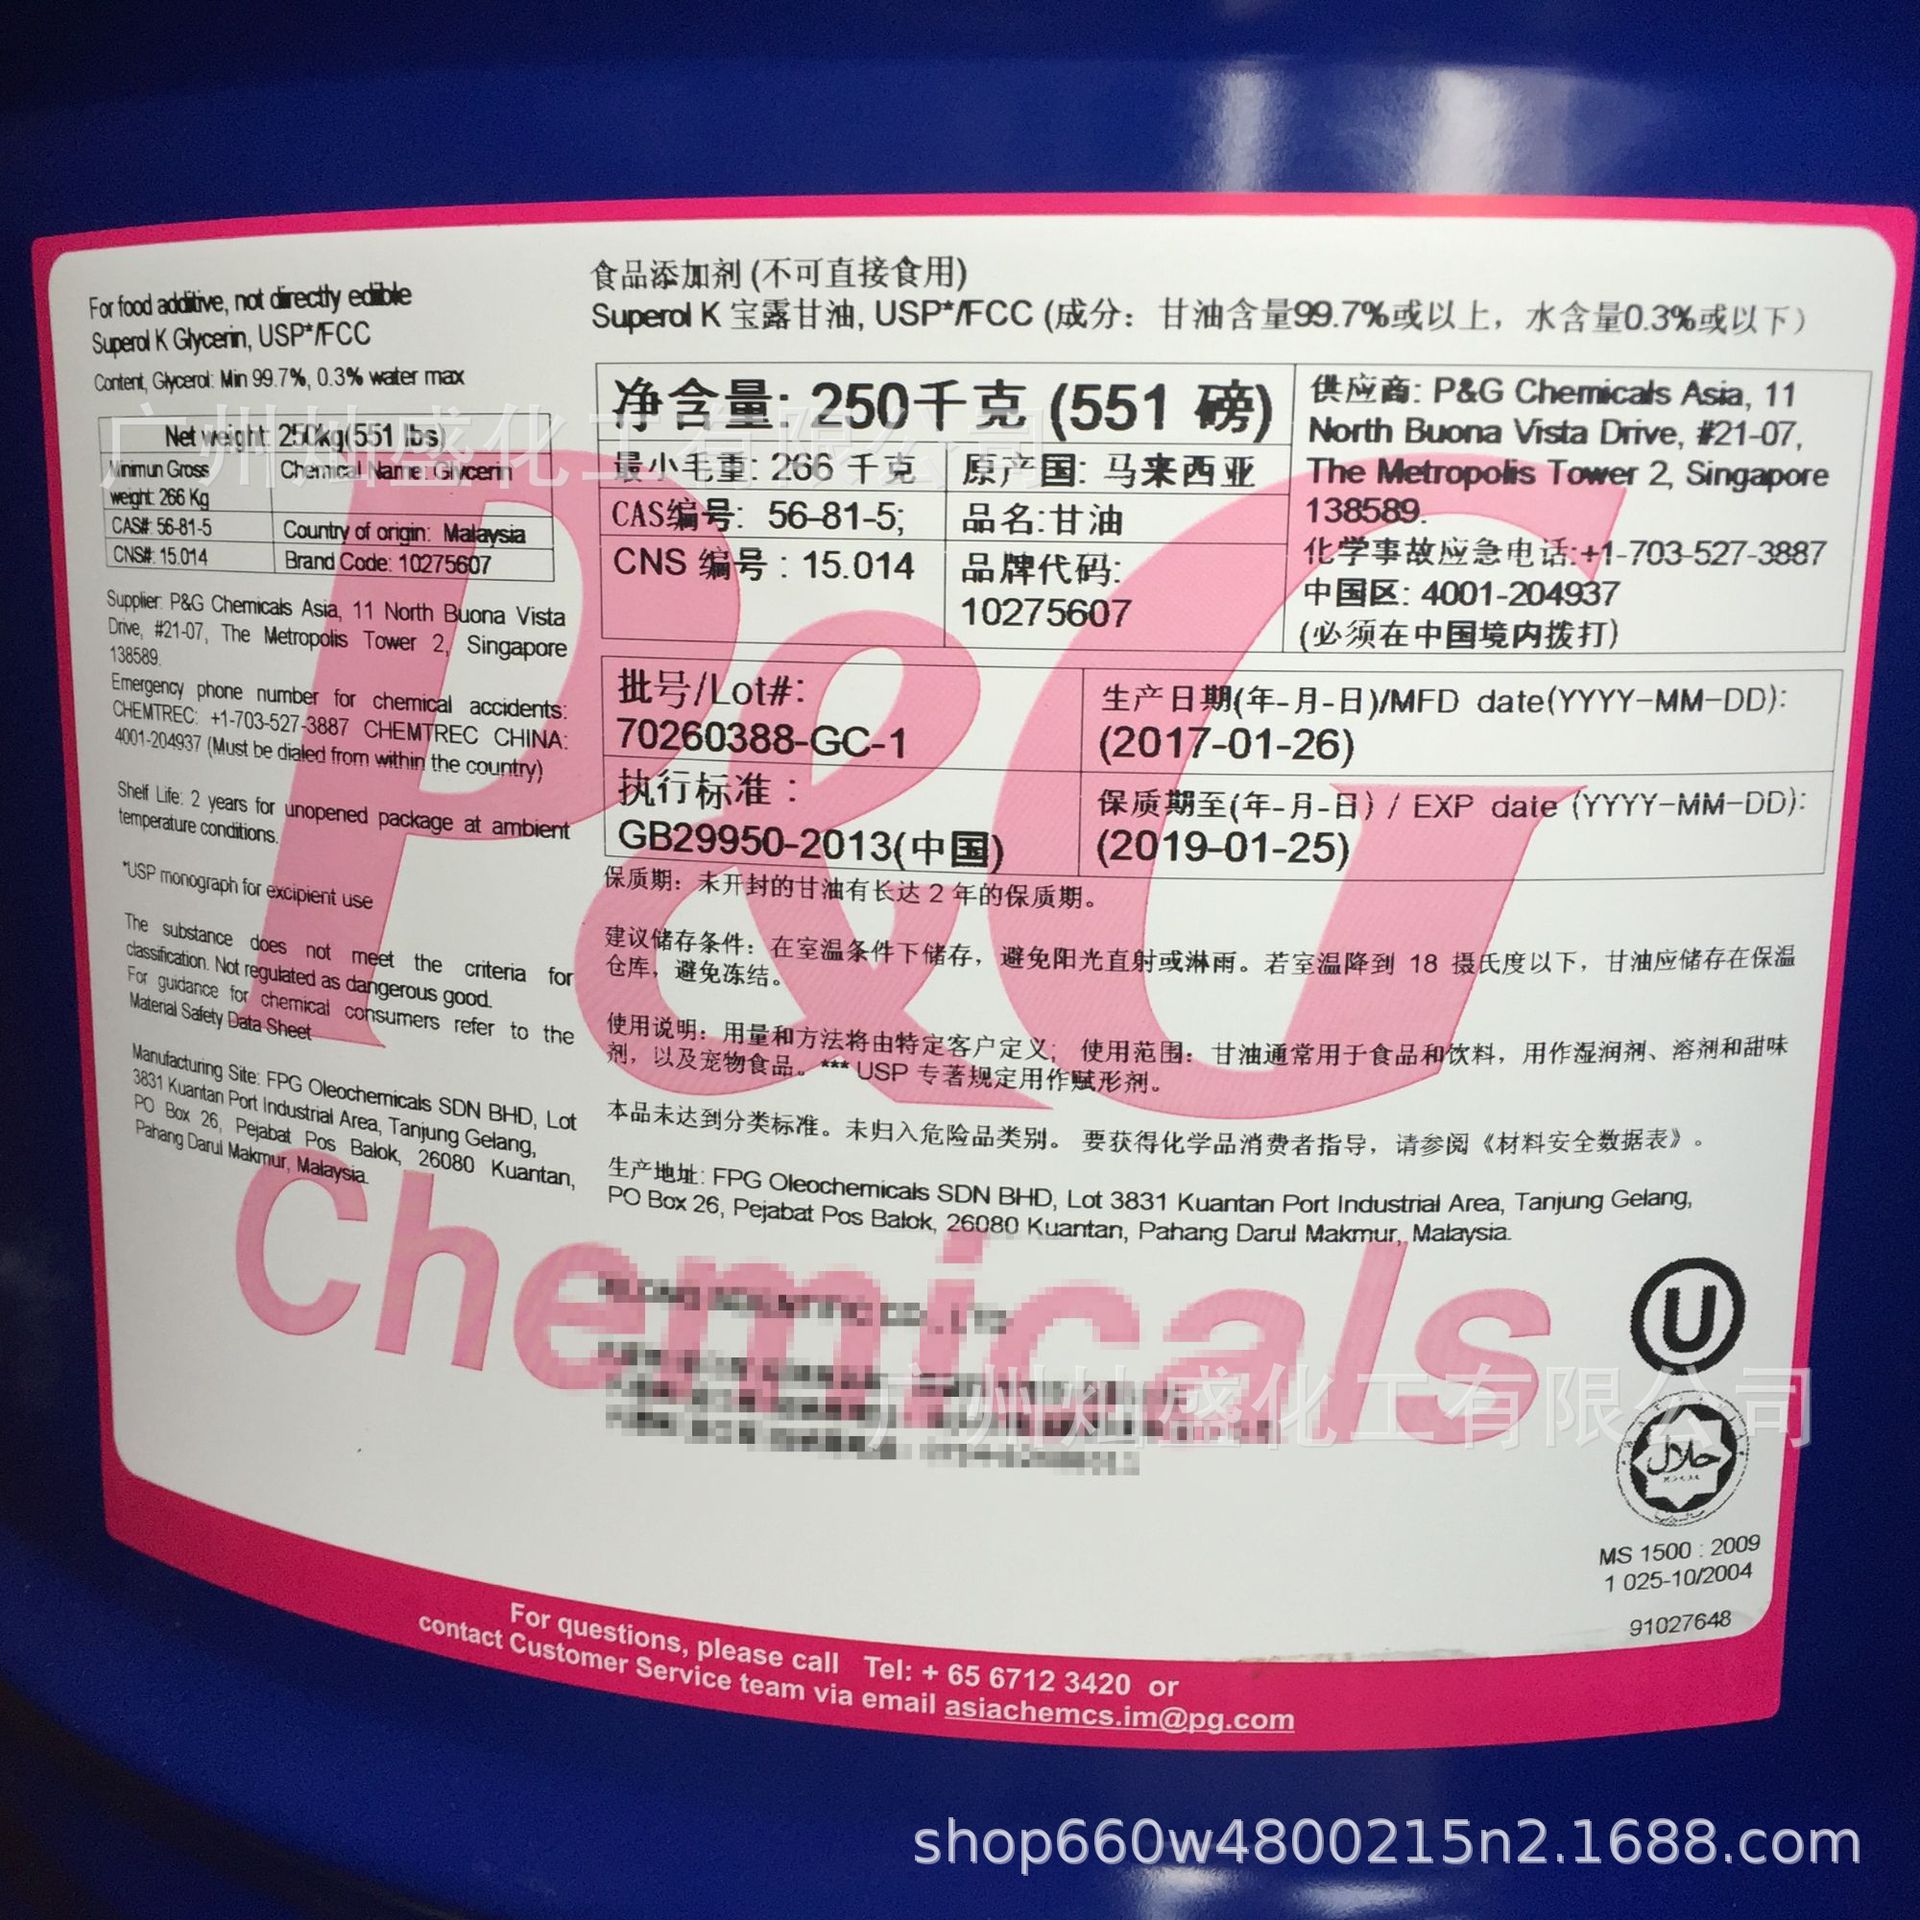 For food additive, not directly edible
Superol K Glycerin, USP*/FCC
Content, Glycerol: Min 99.7%, 0.3% water max
Net weight: 250kg(551 lbs)
Minimun Gross weight: 266 Kg
Chemical Name: Glycerin
CAS#: 56-81-5
Country of origin: Malaysia
CNS#: 15.014
Brand Code: 10275607
Supplier: P&G Chemicals Asia, 11 North Buona Vista
Drive, #21-07, The Metropolis Tower 2, Singapore
138589.
Emergency phone number for chemical accidents:
CHEMTREC: +1-703-527-3887 CHEMTREC CHINA:
4001-204937 (Must be dialed from within the country)
Shelf Life: 2 years for unopened package at ambient
temperature conditions.
*USP monograph for excipient use
The substance does not meet the criteria for
classification. Not regulated as dangerous good.
For guidance for chemical consumers refer to the
Material Safety Data Sheet
Manufacturing Site: FPG Oleochemicals SDN BHD, Lot
3831 Kuantan Port Industrial Area, Tanjung Gelang,
PO Box 26, Pejabat Pos Balok, 26080 Kuantan,
Pahang Darul Makmur, Malaysia.
食品添加剂 (不可直接食用)
Superol K 宝露甘油, USP*/FCC (成分：甘油含量99.7%或以上，水含量0.3%或以下）
净含量: 250千克 (551 磅)
最小毛重: 266 千克
原产国: 马来西亚
CAS编号: 56-81-5;
品名:甘油
CNS 编号 : 15.014
品牌代码:
10275607
供应商: P&G Chemicals Asia, 11
North Buona Vista Drive, #21-07,
The Metropolis Tower 2, Singapore
138589.
化学事故应急电话:+1-703-527-3887
中国区: 4001-204937
(必须在中国境内拨打)
批号/Lot#:
70260388-GC-1
生产日期(年-月-日)/MFD date(YYYY-MM-DD):
(2017-01-26)
执行标准 :
GB29950-2013(中国)
保质期至(年-月-日) / EXP date (YYYY-MM-DD):
(2019-01-25)
保质期：未开封的甘油有长达 2 年的保质期。
建议储存条件：在室温条件下储存，避免阳光直射或淋雨。若室温降到 18 摄氏度以下，甘油应储存在保温
仓库，避免冻结。
使用说明：用量和方法将由特定客户定义； 使用范围：甘油通常用于食品和饮料，用作湿润剂、溶剂和甜味
剂，以及宠物食品。*** USP 专著规定用作赋形剂。
本品未达到分类标准。未归入危险品类别。 要获得化学品消费者指导，请参阅《材料安全数据表》。
生产地址: FPG Oleochemicals SDN BHD, Lot 3831 Kuantan Port Industrial Area, Tanjung Gelang,
PO Box 26, Pejabat Pos Balok, 26080 Kuantan, Pahang Darul Makmur, Malaysia.
P&G
Chemicals
U
حلال
MS 1500 : 2009
1 025-10/2004
91027648
For questions, please call Tel: + 65 6712 3420 or
contact Customer Service team via email asiachemcs.im@pg.com
广州灿盛化工有限公司
广州灿盛化工有限公司
shop660w4800215n2.1688.com